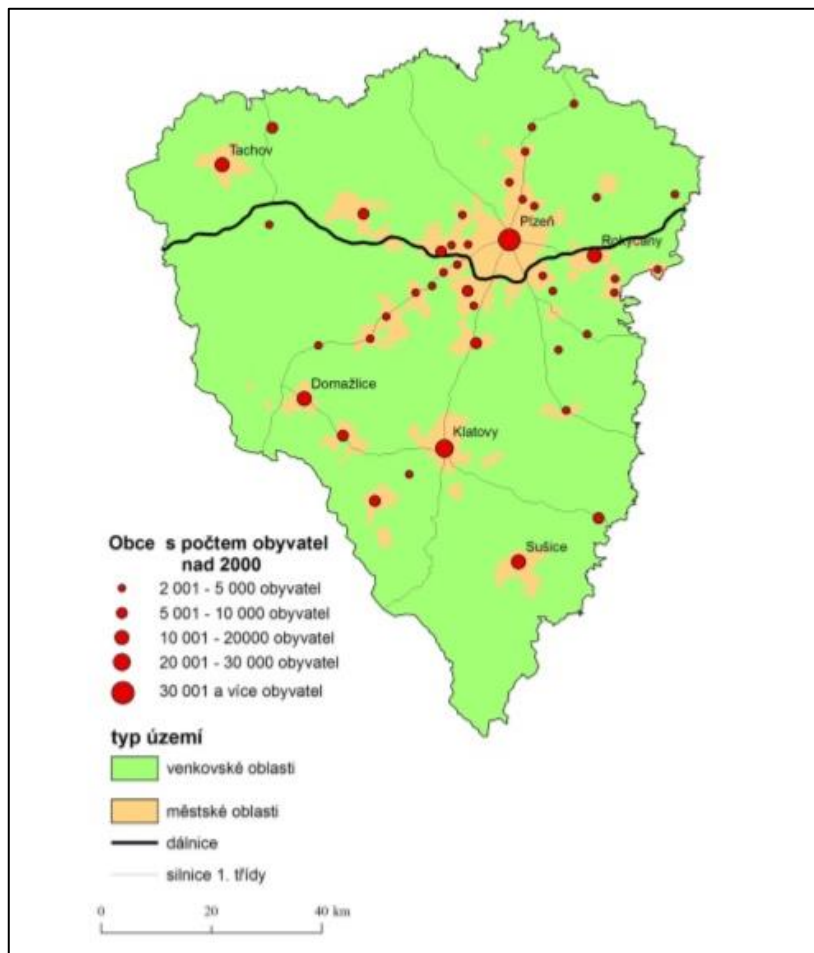 Tachov
Plzeň
Rokycany
Domažlice
Klatovy
Sušice
Obce s počtem obyvatel
nad 2000
2 001 - 5 000 obyvatel
5 001 - 10 000 obyvatel
10 001 - 20000 obyvatel
20 001 - 30 000 obyvatel
30 001 a více obyvatel
typ území
venkovské oblasti
městské oblasti
dálnice
silnice 1. třídy
0 20 40 km